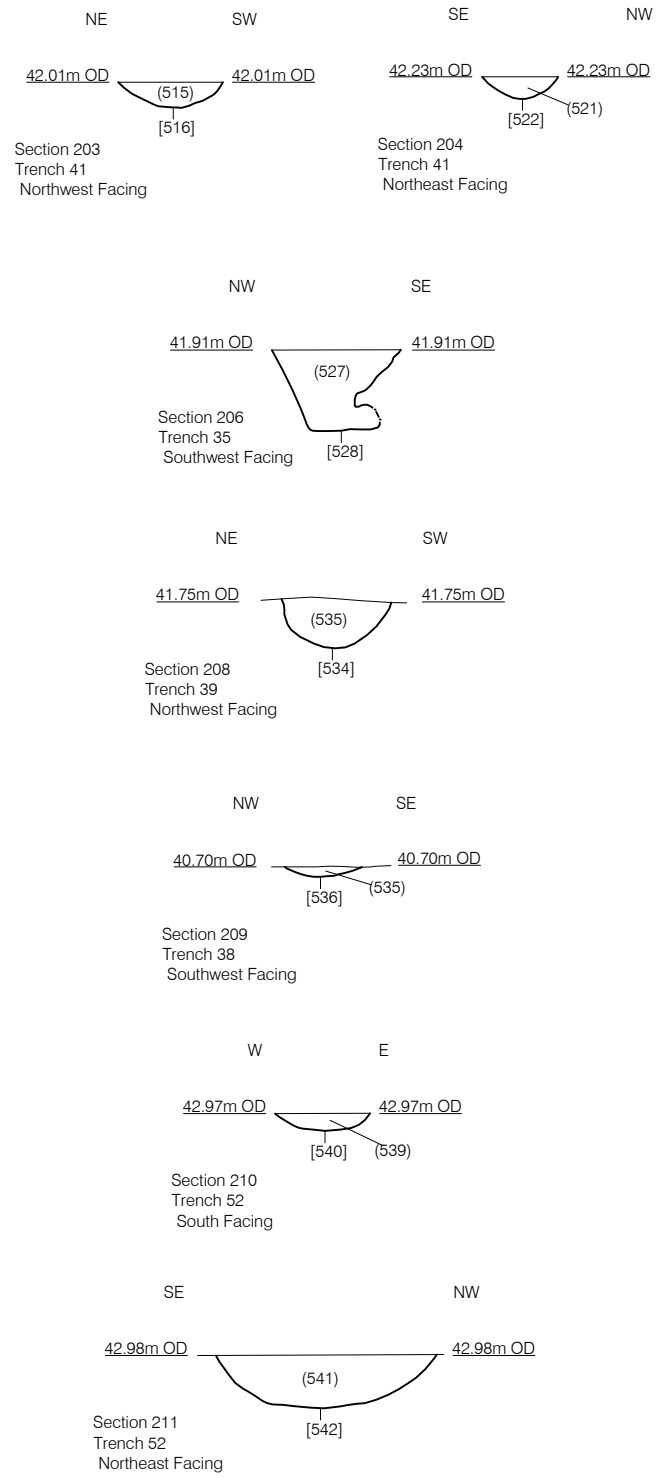 NE SW
42.01m OD (515) 42.01m OD
[516]
Section 203
Trench 41
Northwest Facing
SE NW
42.23m OD 42.23m OD
(521)
[522]
Section 204
Trench 41
Northeast Facing
NW SE
41.91m OD 41.91m OD
(527)
[528]
Section 206
Trench 35
Southwest Facing
NE SW
41.75m OD 41.75m OD
(535)
[534]
Section 208
Trench 39
Northwest Facing
NW SE
40.70m OD 40.70m OD
(535)
[536]
Section 209
Trench 38
Southwest Facing
W E
42.97m OD 42.97m OD
[540] (539)
Section 210
Trench 52
South Facing
SE NW
42.98m OD 42.98m OD
(541)
[542]
Section 211
Trench 52
Northeast Facing